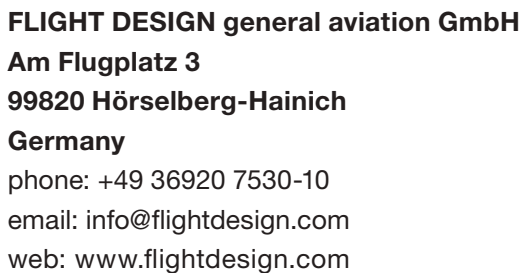 FLIGHT DESIGN general aviation GmbH
Am Flugplatz 3
99820 Hörselberg-Hainich
Germany
phone: +49 36920 7530-10
email: info@flightdesign.com
web: www.flightdesign.com